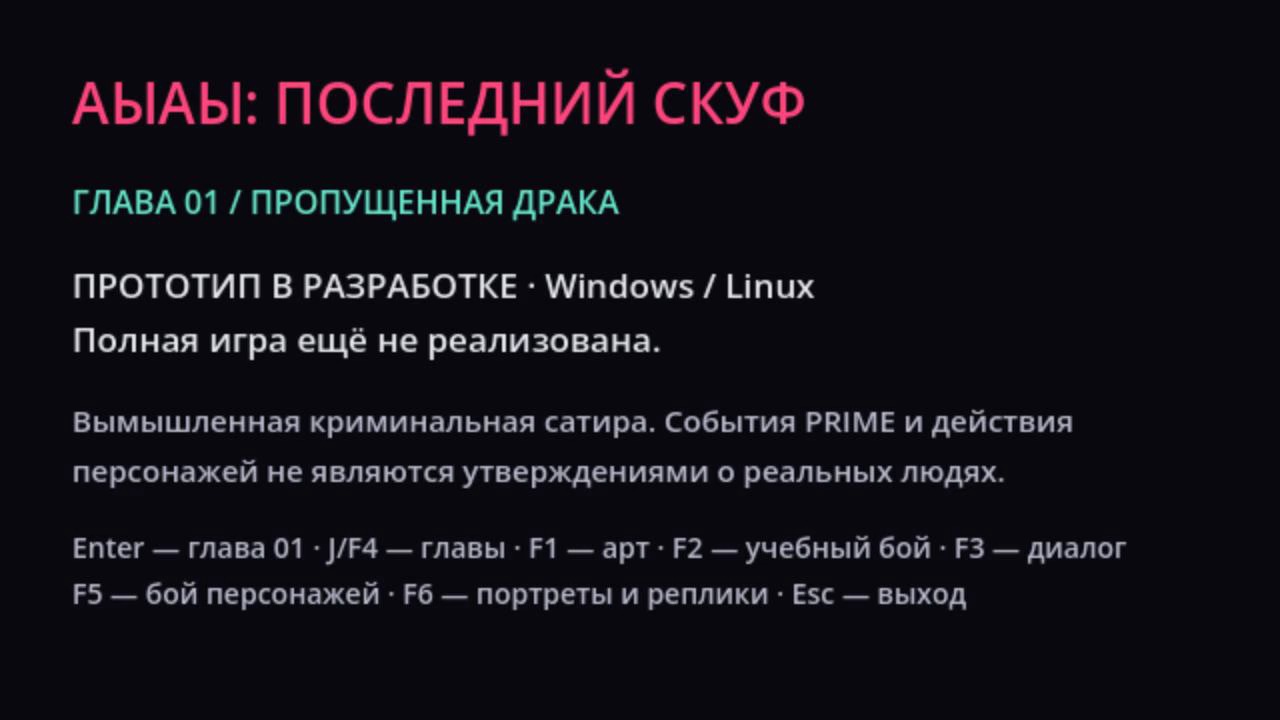 АЫАЫ: ПОСЛЕДНИЙ СКУФ
ГЛАВА 01 / ПРОПУЩЕННАЯ ДРАКА
ПРОТОТИП В РАЗРАБОТКЕ · Windows / Linux
Полная игра ещё не реализована.
Вымышленная криминальная сатира. События PRIME и действия
персонажей не являются утверждениями о реальных людях.
Enter — глава 01 · J/F4 — главы · F1 — арт · F2 — учебный бой · F3 — диалог
F5 — бой персонажей · F6 — портреты и реплики · Esc — выход